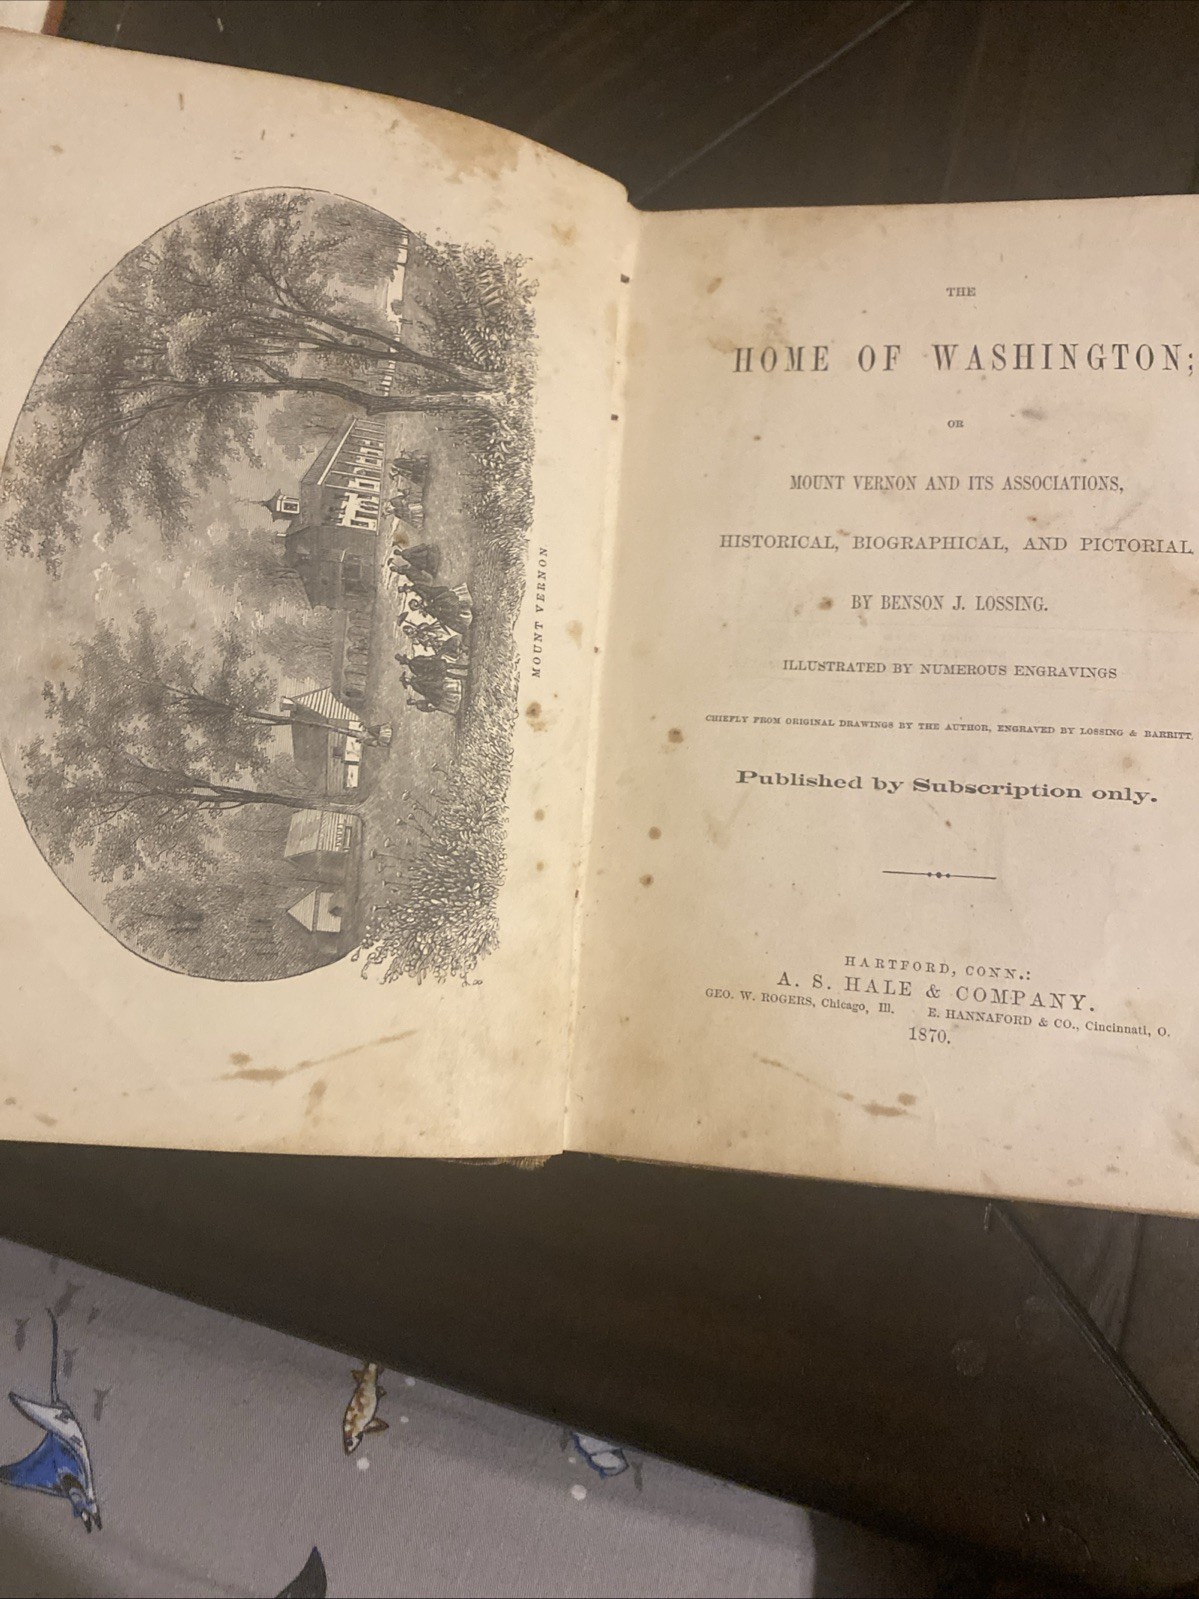 MOUNT VERNON
THE
HOME OF WASHINGTON;
OR
MOUNT VERNON AND ITS ASSOCIATIONS,
HISTORICAL, BIOGRAPHICAL, AND PICTORIAL
BY BENSON J. LOSSING.
ILLUSTRATED BY NUMEROUS ENGRAVINGS
CHIEFLY FROM ORIGINAL DRAWINGS BY THE AUTHOR, ENGRAVED BY LOSSING & BARRITT.
Published by Subscription only.
HARTFORD, CONN.:
A. S. HALE & COMPANY.
GEO. W. ROGERS, Chicago, Ill. E. HANNAFORD & CO., Cincinnati, O.
1870.